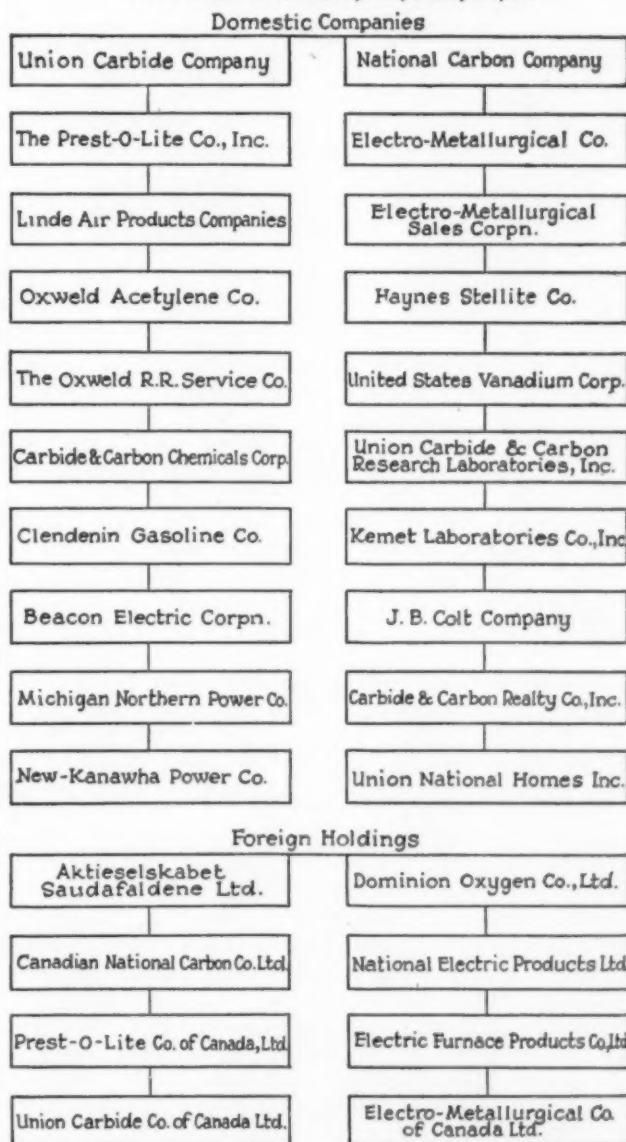 Domestic Companies
Union Carbide Company
National Carbon Company
The Prest-O-Lite Co., Inc.
Electro-Metallurgical Co.
Linde Air Products Companies
Electro-Metallurgical
Sales Corpn.
Oxweld Acetylene Co.
Haynes Stellite Co.
The Oxweld R.R. Service Co.
United States Vanadium Corp.
Carbide & Carbon Chemicals Corp.
Union Carbide & Carbon
Research Laboratories, Inc.
Clendenin Gasoline Co.
Kemet Laboratories Co., Inc
Beacon Electric Corpn.
J. B. Colt Company
Michigan Northern Power Co.
Carbide & Carbon Realty Co., Inc.
New-Kanawha Power Co.
Union National Homes Inc.
Foreign Holdings
Aktieselskabet
Saudafaldene Ltd.
Dominion Oxygen Co., Ltd.
Canadian National Carbon Co. Ltd.
National Electric Products Ltd
Prest-O-Lite Co. of Canada, Ltd.
Electric Furnace Products Co, Ltd
Union Carbide Co. of Canada Ltd.
Electro-Metallurgical Co.
of Canada Ltd.